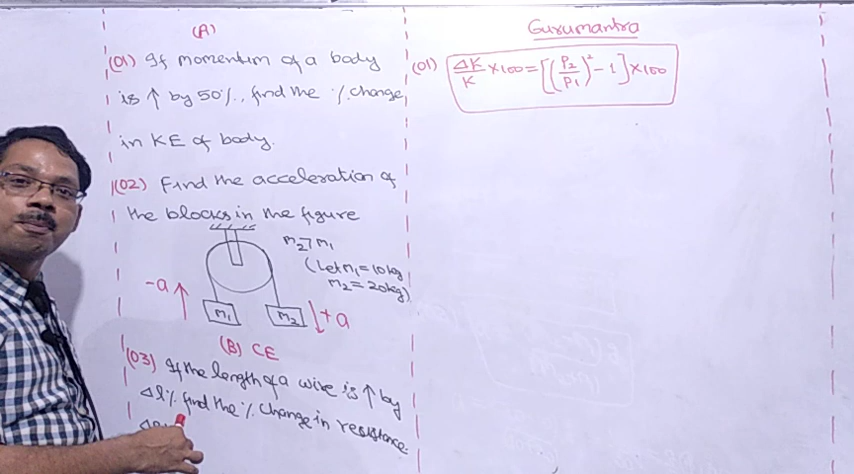 (A)
(01) If momentum of a body
is ↑ by 50%, find the % change
in KE of body.
(02) Find the acceleration of
the blocks in the figure
m₂>m₁
(Let m₁=10kg
m₂=20kg)
-a
m₁
m₂
+a
(B) CE
(03) If the length of a wire is ↑ by
Δl% find the % change in resistance
Gurumantra
(01) ΔK/K ×100=[(P₂/P₁)²-1]×100